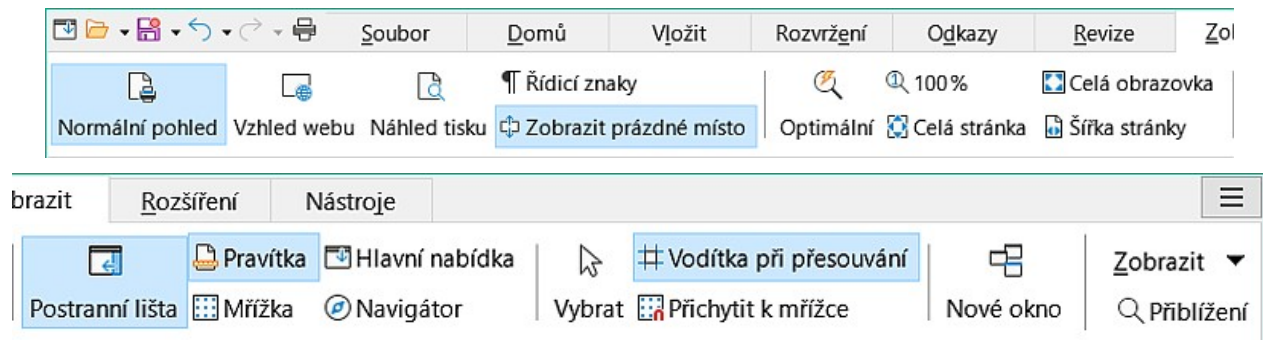 Soubor Domů Vložit Rozvržení Odkazy Revize Zol
Řídicí znaky 100% Celá obrazovka
Normální pohled Vzhled webu Náhled tisku Zobrazit prázdné místo Optimální Celá stránka Šířka stránky
brazit Rozšíření Nástroje
Pravítka Hlavní nabídka Vodítka při přesouvání Zobrazit
Postranní lišta Mřížka Navigátor Vybrat Přichytit k mřížce Nové okno Přiblížení